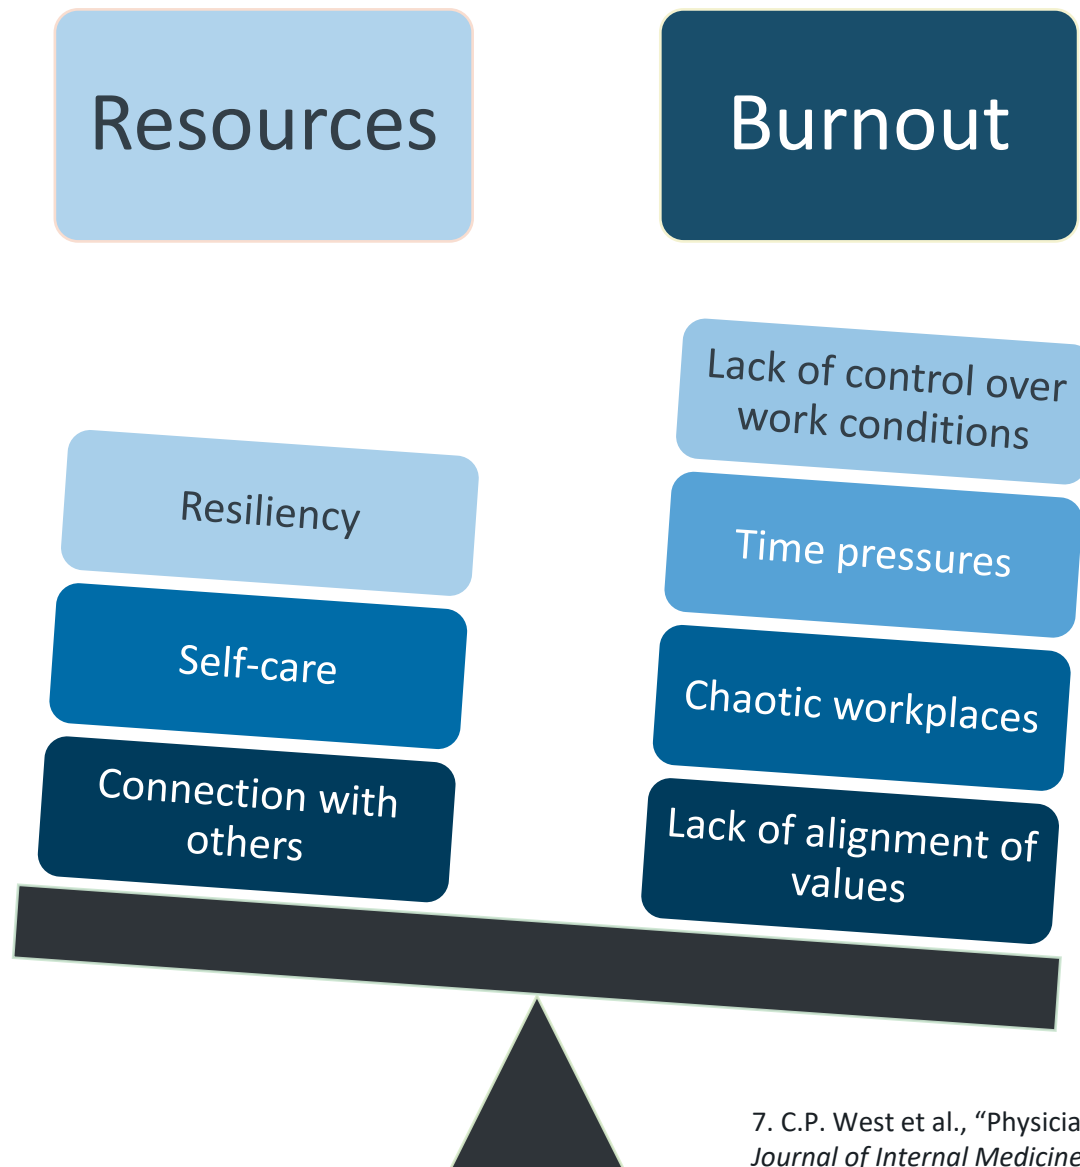 Resources
Burnout
Resiliency
Self-care
Connection with
others
Lack of control over
work conditions
Time pressures
Chaotic workplaces
Lack of alignment of
values
7. C.P. West et al., “Physicia
Journal of Internal Medicine